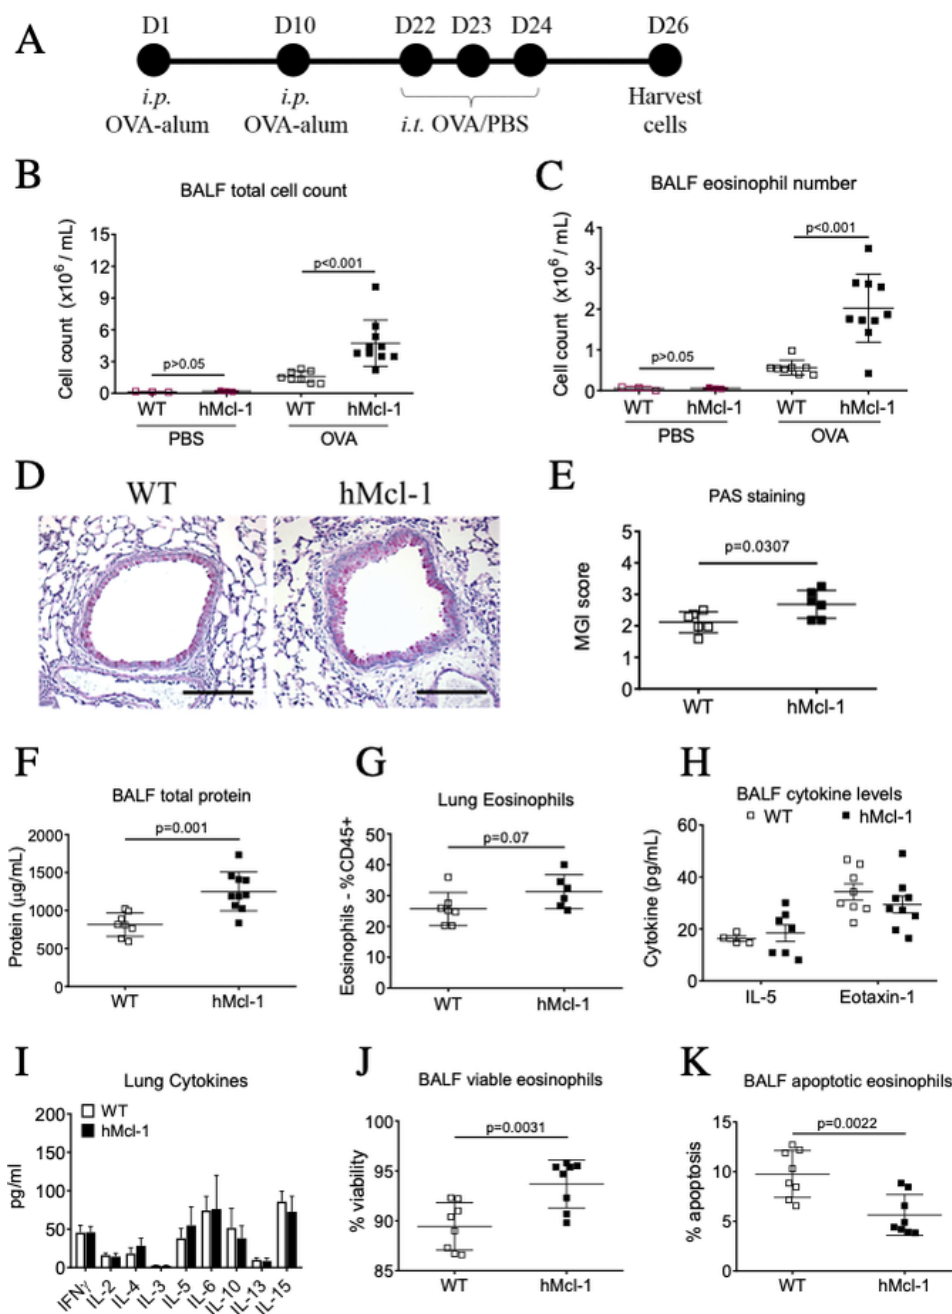 A
D1 D10 D22 D23 D24 D26
i.p. i.p. i.t. OVA/PBS Harvest
OVA-alum OVA-alum cells
B
BALF total cell count
Cell count (x10⁶ / mL)
15
12
9
6
3
0
p>0.05
p<0.001
WT hMcl-1 WT hMcl-1
PBS OVA
C
BALF eosinophil number
Cell count (x10⁶ / mL)
4
3
2
1
0
p>0.05
p<0.001
WT hMcl-1 WT hMcl-1
PBS OVA
D
WT hMcl-1
E
PAS staining
MGI score
5
4
3
2
1
0
p=0.0307
WT hMcl-1
F
BALF total protein
Protein (µg/mL)
2000
1500
1000
500
0
p=0.001
WT hMcl-1
G
Lung Eosinophils
Eosinophils - %CD45+
50
40
30
20
10
0
p=0.07
WT hMcl-1
H
BALF cytokine levels
WT hMcl-1
Cytokine (pg/mL)
60
40
20
0
IL-5 Eotaxin-1
I
Lung Cytokines
WT
hMcl-1
pg/ml
200
150
100
50
0
IFNγ IL-2 IL-4 IL-3 IL-5 IL-6 IL-10 IL-13 IL-15
J
BALF viable eosinophils
% viability
100
95
90
85
p=0.0031
WT hMcl-1
K
BALF apoptotic eosinophils
% apoptosis
15
10
5
0
p=0.0022
WT hMcl-1